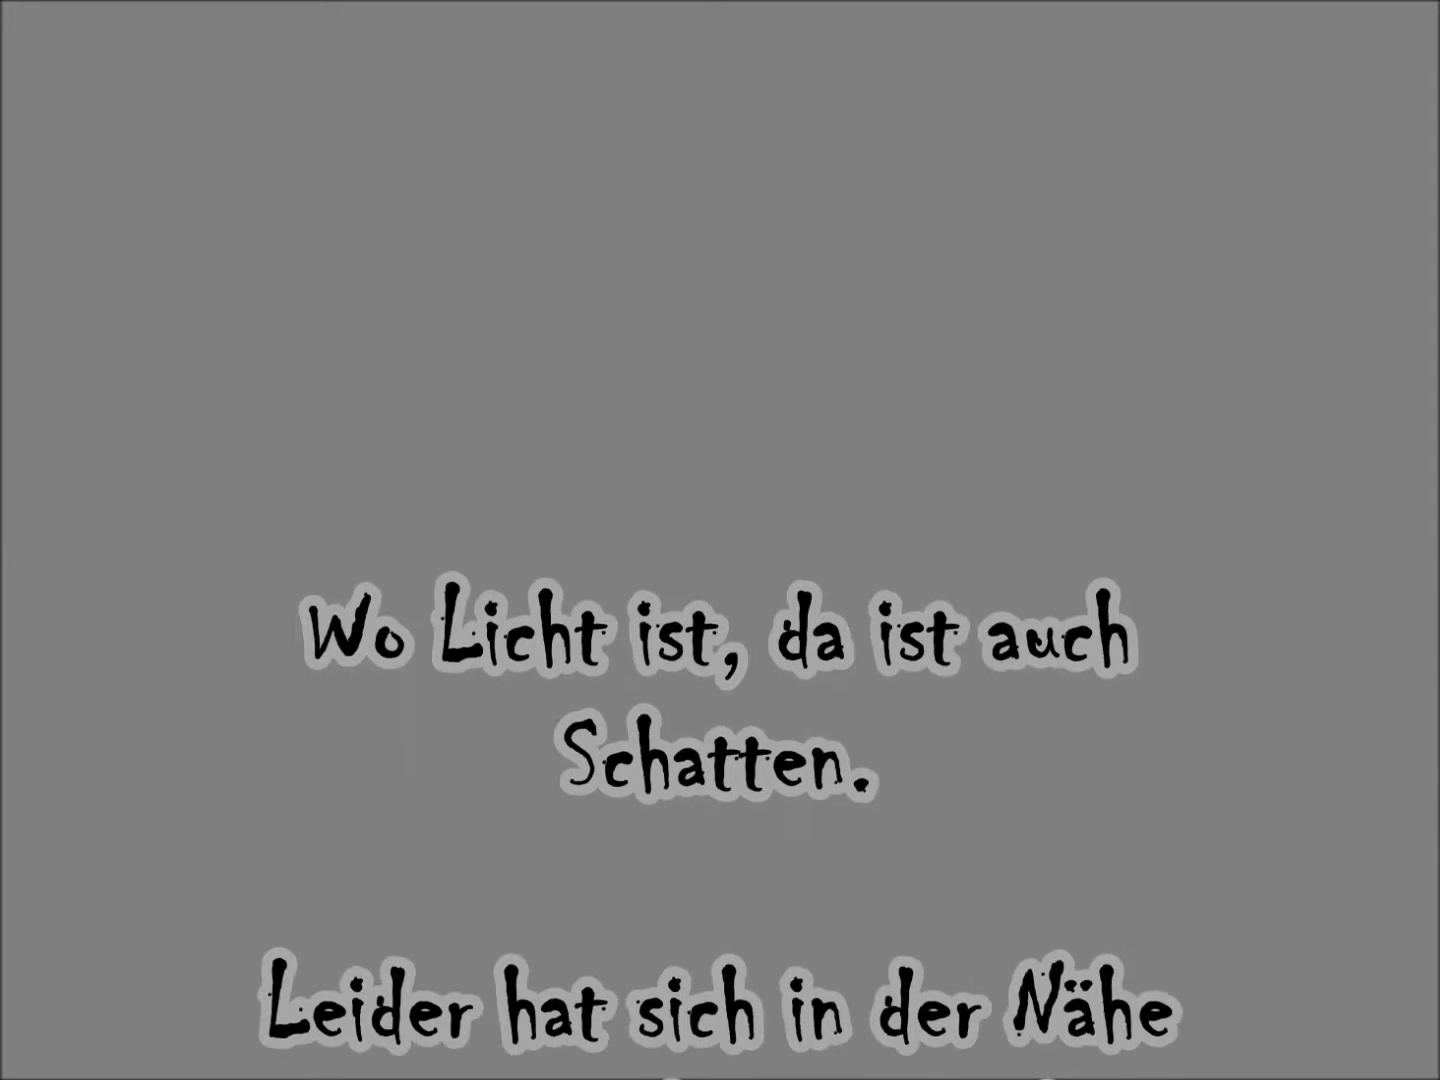 Wo Licht ist, da ist auch
Schatten.
Leider hat sich in der Nähe